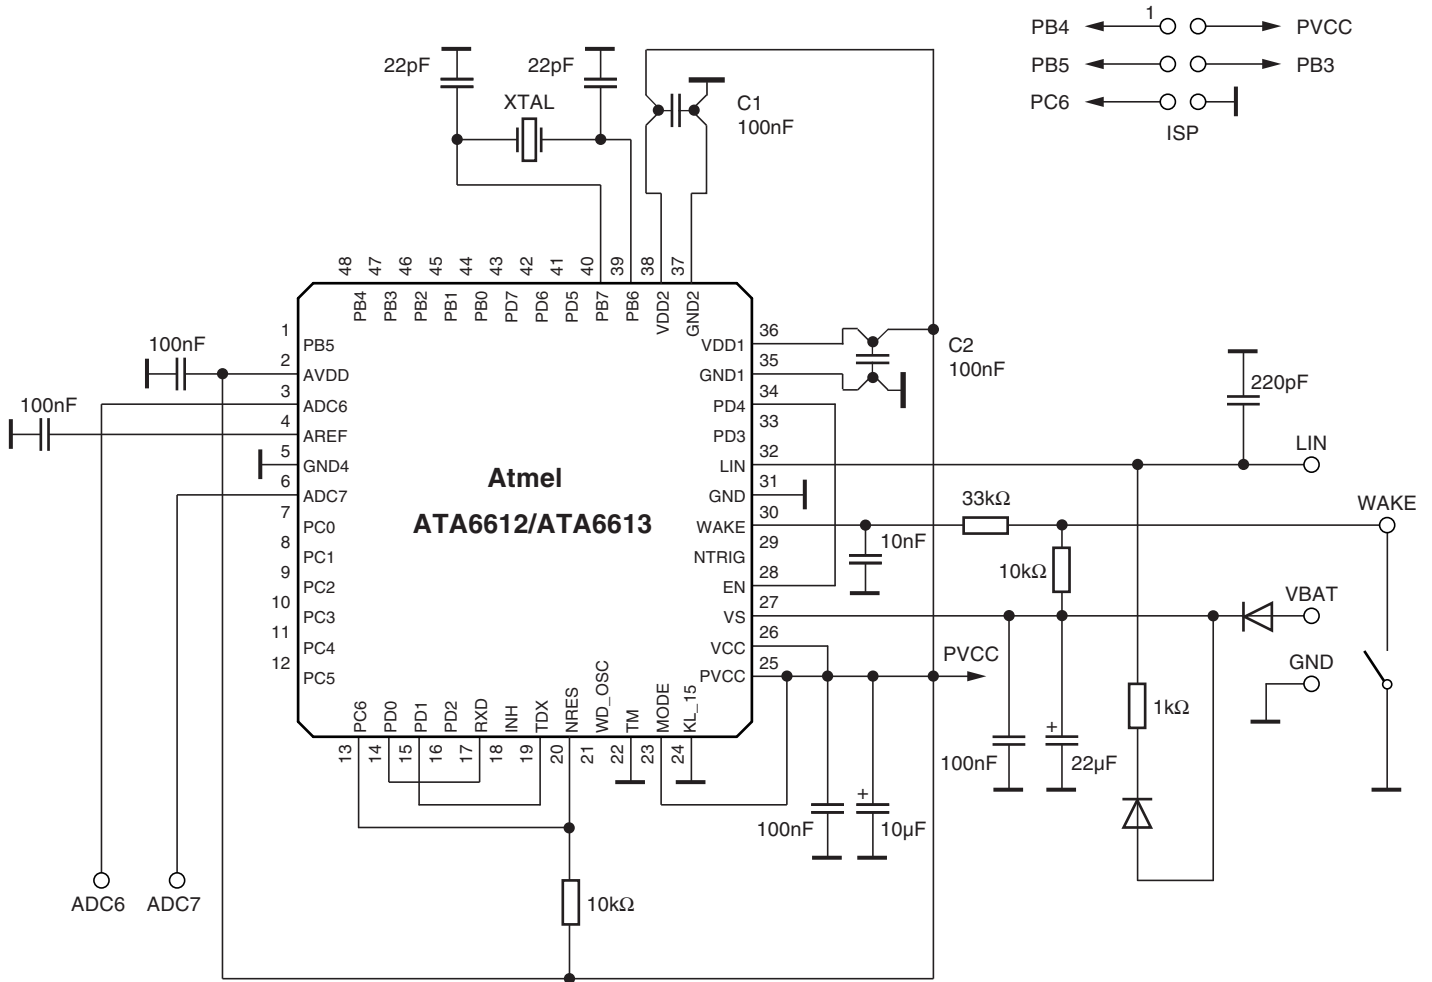 PB4
1
PVCC
PB5
PB3
PC6
ISP
22pF
22pF
XTAL
C1
100nF
48
47
46
45
44
43
42
41
40
39
38
37
PB4
PB3
PB2
PB1
PB0
PD7
PD6
PD5
PB7
PB6
VDD2
GND2
1
PB5
2
AVDD
3
ADC6
4
AREF
5
GND4
6
ADC7
7
PC0
8
PC1
9
PC2
10
PC3
11
PC4
12
PC5
100nF
100nF
Atmel
ATA6612/ATA6613
36
VDD1
35
GND1
34
PD4
33
PD3
32
LIN
31
GND
30
WAKE
29
NTRIG
28
EN
27
VS
26
VCC
25
PVCC
C2
100nF
220pF
LIN
33kΩ
WAKE
10nF
10kΩ
VBAT
PVCC
GND
1kΩ
100nF
+
22µF
PC6
PD0
PD1
PD2
RXD
INH
TDX
NRES
WD_OSC
TM
MODE
KL_15
13
14
15
16
17
18
19
20
21
22
23
24
100nF
+
10µF
ADC6
ADC7
10kΩ